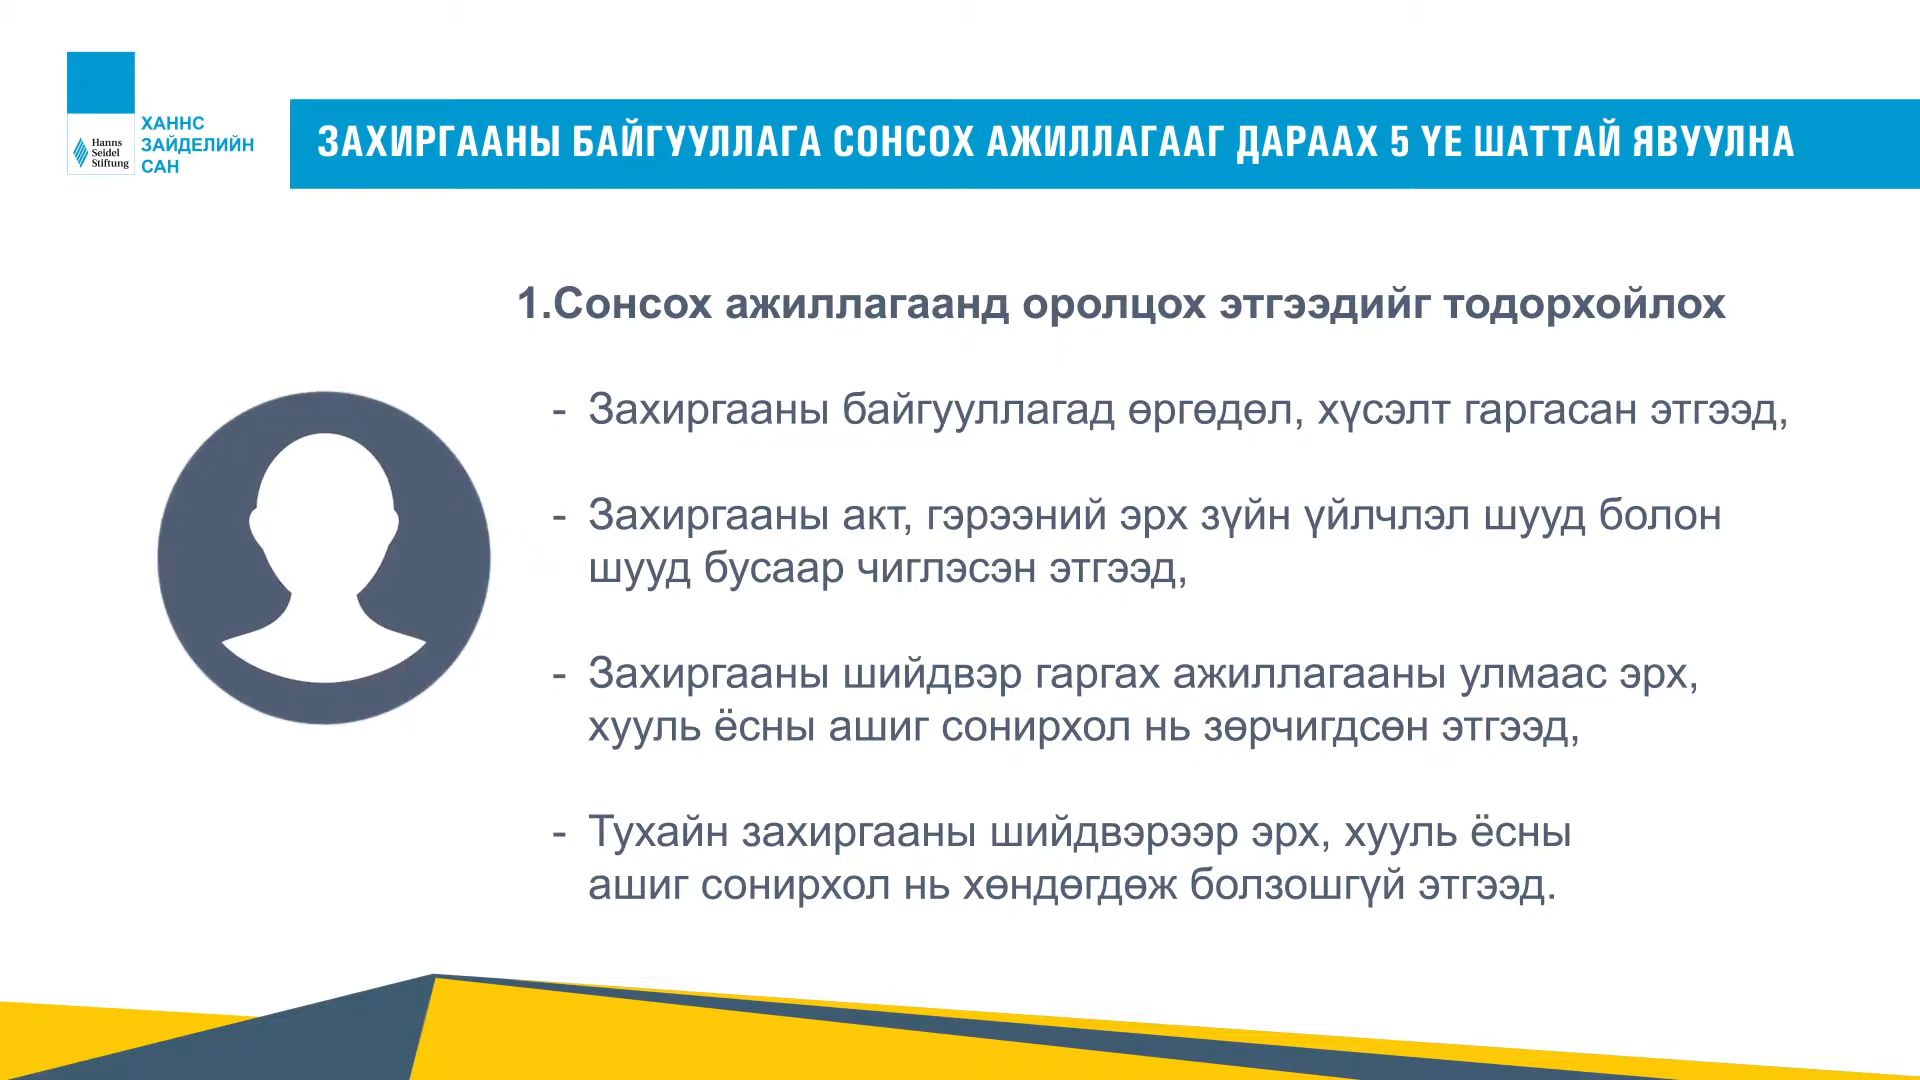 Hanns
Seidel
Stiftung
ХАННС
ЗАЙДЕЛИЙН
САН
ЗАХИРГААНЫ БАЙГУУЛЛАГА СОНСОХ АЖИЛЛАГААГ ДАРААХ 5 ҮЕ ШАТТАЙ ЯВУУЛНА
1.Сонсох ажиллагаанд оролцох этгээдийг тодорхойлох
- Захиргааны байгууллагад өргөдөл, хүсэлт гаргасан этгээд,
- Захиргааны акт, гэрээний эрх зүйн үйлчлэл шууд болон
шууд бусаар чиглэсэн этгээд,
- Захиргааны шийдвэр гаргах ажиллагааны улмаас эрх,
хууль ёсны ашиг сонирхол нь зөрчигдсөн этгээд,
- Тухайн захиргааны шийдвэрээр эрх, хууль ёсны
ашиг сонирхол нь хөндөгдөж болзошгүй этгээд.